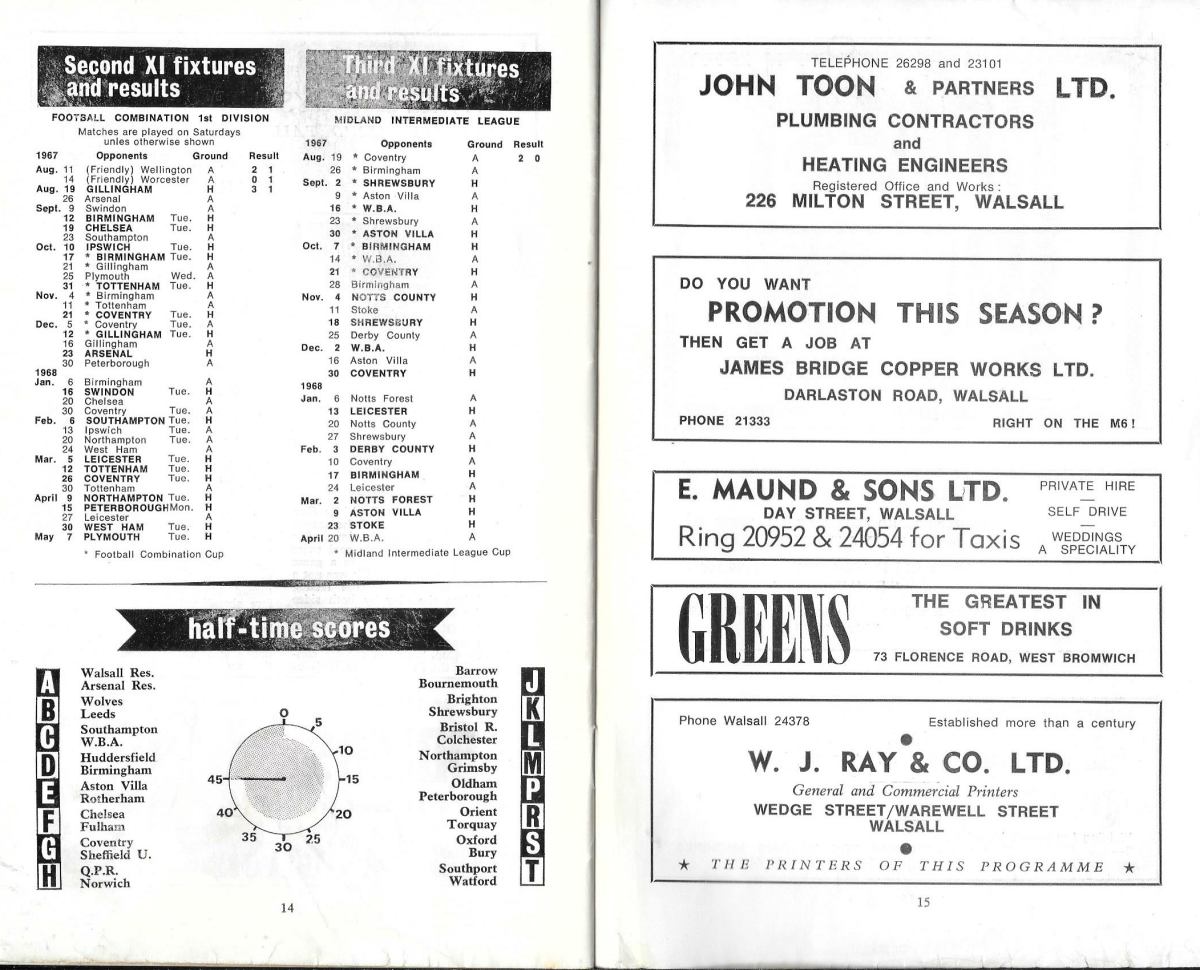 Second XI fixtures
and results
FOOTBALL COMBINATION 1st DIVISION
Matches are played on Saturdays
unless otherwise shown
1967 Opponents Ground Result
Aug. 11 (Friendly) Wellington A 2 1
14 (Friendly) Worcester A 0 1
Aug. 19 GILLINGHAM H 3 1
26 Arsenal A
Sept. 9 Swindon A
12 BIRMINGHAM Tue. H
19 CHELSEA Tue. H
23 Southampton A
Oct. 10 IPSWICH Tue. H
17 * BIRMINGHAM Tue. H
21 * Gillingham A
25 Plymouth Wed. A
31 * TOTTENHAM Tue. H
Nov. 4 * Birmingham A
11 * Tottenham A
21 * COVENTRY Tue. H
Dec. 5 * Coventry Tue. A
12 * GILLINGHAM Tue. H
16 Gillingham A
23 ARSENAL H
30 Peterborough A
1968
Jan. 6 Birmingham A
16 SWINDON Tue. H
20 Chelsea A
30 Coventry Tue. A
Feb. 6 SOUTHAMPTON Tue. H
13 Ipswich Tue. A
20 Northampton Tue. A
24 West Ham A
Mar. 5 LEICESTER Tue. H
12 TOTTENHAM Tue. H
26 COVENTRY Tue. H
30 Tottenham A
April 9 NORTHAMPTON Tue. H
15 PETERBOROUGH Mon. H
27 Leicester A
30 WEST HAM Tue. H
May 7 PLYMOUTH Tue. H
* Football Combination Cup
Third XI fixtures
and results
MIDLAND INTERMEDIATE LEAGUE
1967 Opponents Ground Result
Aug. 19 * Coventry A 2 0
26 * Birmingham A
Sept. 2 * SHREWSBURY H
9 * Aston Villa A
16 * W.B.A. H
23 * Shrewsbury A
30 * ASTON VILLA H
Oct. 7 * BIRMINGHAM H
14 * W.B.A. A
21 * COVENTRY H
28 Birmingham A
Nov. 4 NOTTS COUNTY H
11 Stoke A
18 SHREWSBURY H
25 Derby County A
Dec. 2 W.B.A. H
16 Aston Villa A
30 COVENTRY H
1968
Jan. 6 Notts Forest A
13 LEICESTER H
20 Notts County A
27 Shrewsbury A
Feb. 3 DERBY COUNTY H
10 Coventry A
17 BIRMINGHAM H
24 Leicester A
Mar. 2 NOTTS FOREST H
9 ASTON VILLA H
23 STOKE H
April 20 W.B.A. A
* Midland Intermediate League Cup
half-time scores
A Walsall Res.
Arsenal Res.
B Wolves
Leeds
C Southampton
W.B.A.
D Huddersfield
Birmingham
E Aston Villa
Rotherham
F Chelsea
Fulham
G Coventry
Sheffield U.
H Q.P.R.
Norwich
0
5
10
15
20
25
30
35
40
45
Barrow J
Bournemouth
Brighton K
Shrewsbury
Bristol R. L
Colchester
Northampton M
Grimsby
Oldham P
Peterborough
Orient R
Torquay
Oxford S
Bury
Southport T
Watford
14
TELEPHONE 26298 and 23101
JOHN TOON & PARTNERS LTD.
PLUMBING CONTRACTORS
and
HEATING ENGINEERS
Registered Office and Works:
226 MILTON STREET, WALSALL
DO YOU WANT
PROMOTION THIS SEASON?
THEN GET A JOB AT
JAMES BRIDGE COPPER WORKS LTD.
DARLASTON ROAD, WALSALL
PHONE 21333 RIGHT ON THE M6!
E. MAUND & SONS LTD.
DAY STREET, WALSALL
Ring 20952 & 24054 for Taxis
PRIVATE HIRE
—
SELF DRIVE
—
WEDDINGS
A SPECIALITY
GREENS
THE GREATEST IN
SOFT DRINKS
73 FLORENCE ROAD, WEST BROMWICH
Phone Walsall 24378 Established more than a century
W. J. RAY & CO. LTD.
General and Commercial Printers
WEDGE STREET/WAREWELL STREET
WALSALL
★ THE PRINTERS OF THIS PROGRAMME ★
15